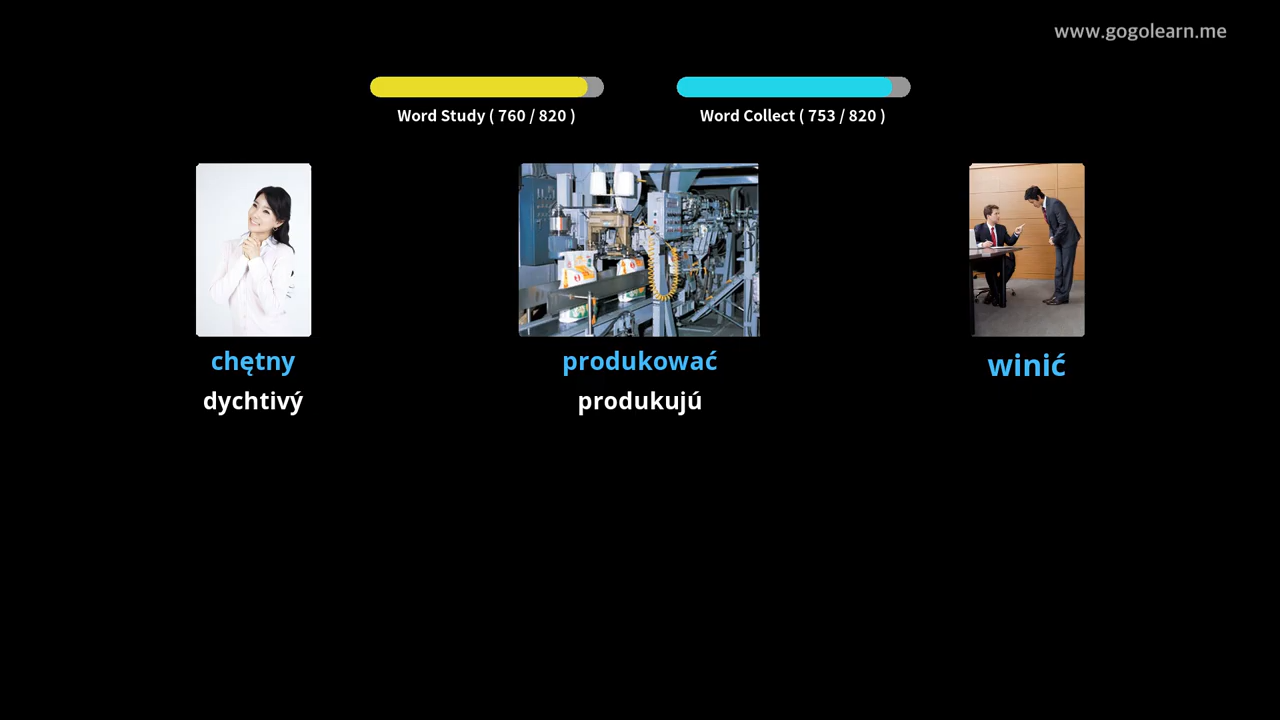 www.gogolearn.me
Word Study ( 760 / 820 )
Word Collect ( 753 / 820 )
chętny
produkować
winić
dychtivý
produkujú